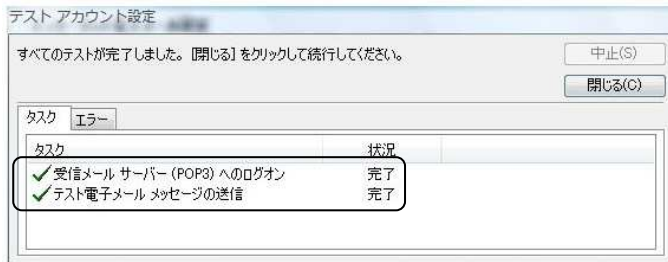 テスト アカウント設定
すべてのテストが完了しました。[閉じる] をクリックして続行してください。
中止(S)
閉じる(C)
タスク エラー
タスク 状況
受信メール サーバー (POP3) へのログオン 完了
テスト電子メール メッセージの送信 完了